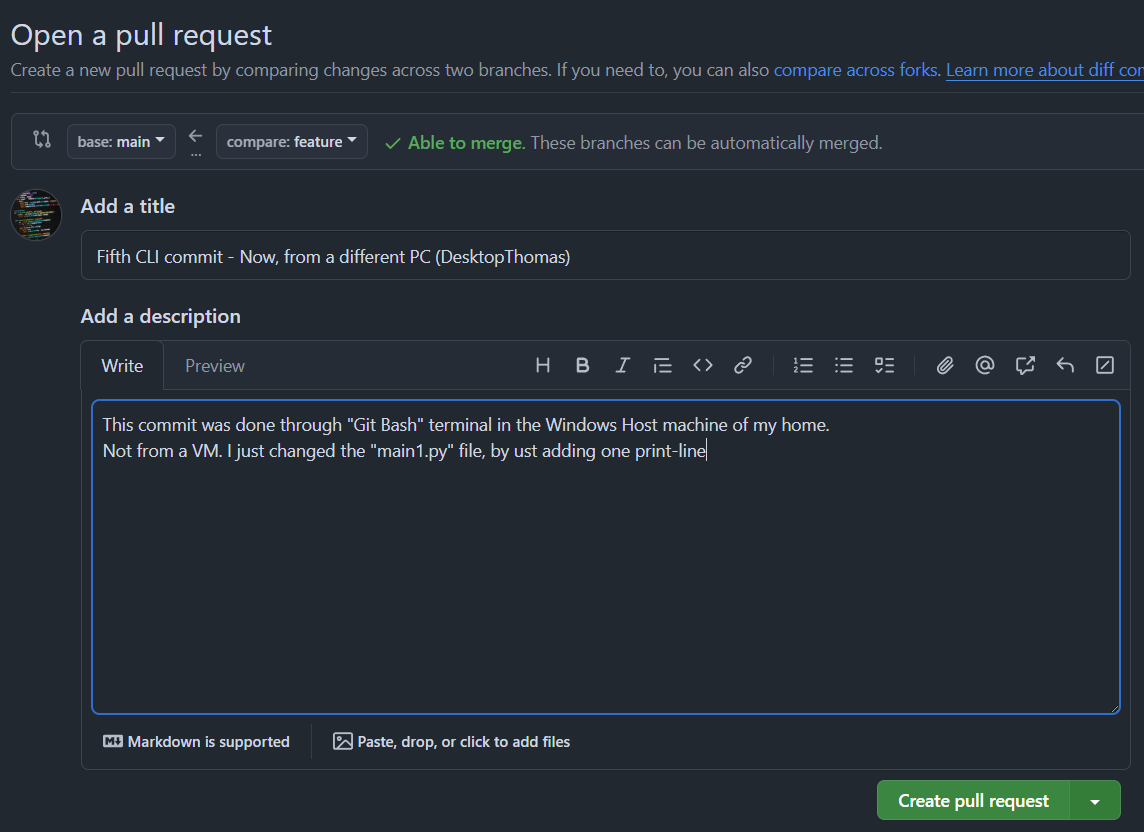 Open a pull request
Create a new pull request by comparing changes across two branches. If you need to, you can also compare across forks. Learn more about diff
base: main
compare: feature
Able to merge. These branches can be automatically merged.
Add a title
Fifth CLI commit - Now, from a different PC (DesktopThomas)
Add a description
Write
Preview
This commit was done through "Git Bash" terminal in the Windows Host machine of my home.
Not from a VM. I just changed the "main1.py" file, by ust adding one print-line
Markdown is supported
Paste, drop, or click to add files
Create pull request